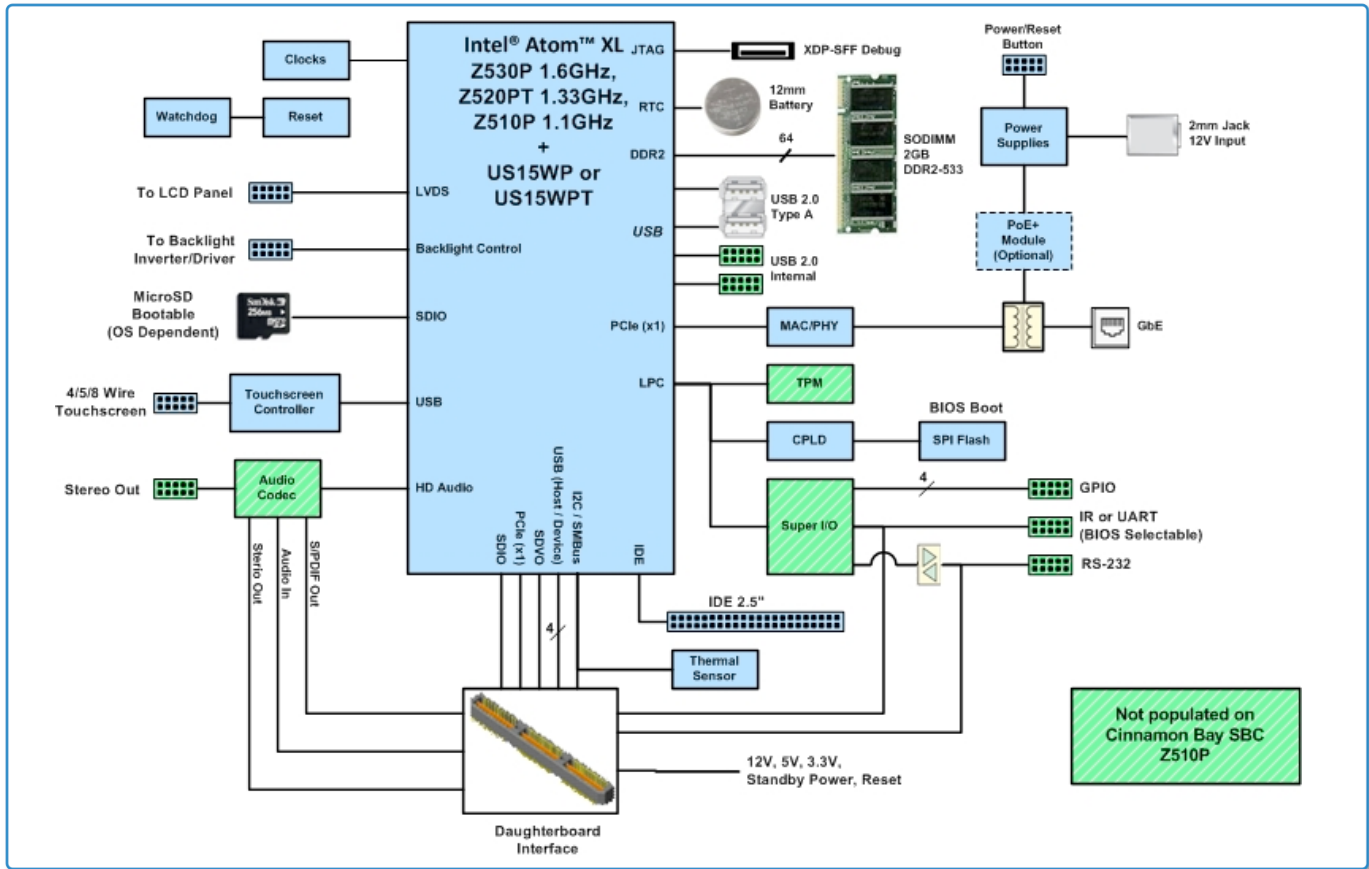 Intel® Atom™ XL
Z530P 1.6GHz,
Z520PT 1.33GHz,
Z510P 1.1GHz
+
US15WP or
US15WPT
Clocks
Watchdog
Reset
To LCD Panel
LVDS
To Backlight
Inverter/Driver
Backlight Control
MicroSD
Bootable
(OS Dependent)
SanDisk
256MB
micro
SDIO
4/5/8 Wire
Touchscreen
Touchscreen
Controller
USB
Stereo Out
Audio
Codec
HD Audio
Sterio Out
Audio In
S/PDIF Out
SDIO
PCIe (x1)
SDVO
USB (Host / Device)
I2C / SMBus
IDE
4
JTAG
XDP-SFF Debug
RTC
12mm
Battery
DDR2
64
SODIMM
2GB
DDR2-533
USB
USB 2.0
Type A
USB 2.0
Internal
PCIe (x1)
MAC/PHY
GbE
LPC
TPM
CPLD
BIOS Boot
SPI Flash
Super I/O
4
GPIO
IR or UART
(BIOS Selectable)
RS-232
IDE 2.5"
Thermal
Sensor
Power/Reset
Button
Power
Supplies
2mm Jack
12V Input
PoE+
Module
(Optional)
12V, 5V, 3.3V,
Standby Power, Reset
Daughterboard
Interface
Not populated on
Cinnamon Bay SBC
Z510P